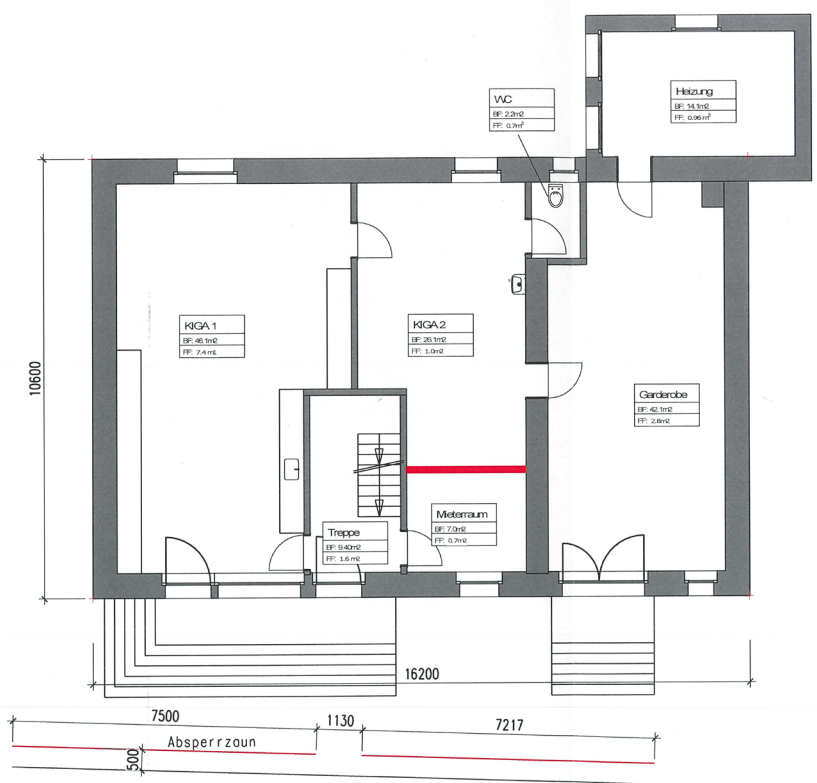 WC
BF: 2.2m2
FF: 0.7m²
Heizung
BF: 14.1m2
FF: 0.96 m²
KIGA 1
BF: 46.1m2
FF: 7.4 m1
KIGA 2
BF: 26.1m2
FF: 1.0m2
10600
Garderobe
BF: 42.1m2
FF: 2.8m2
Mieterraum
BF: 7.0m2
FF: 0.7m2
Treppe
BF: 9.40m2
FF: 1.6 m2
16200
7500
1130
7217
Absperrzaun
500